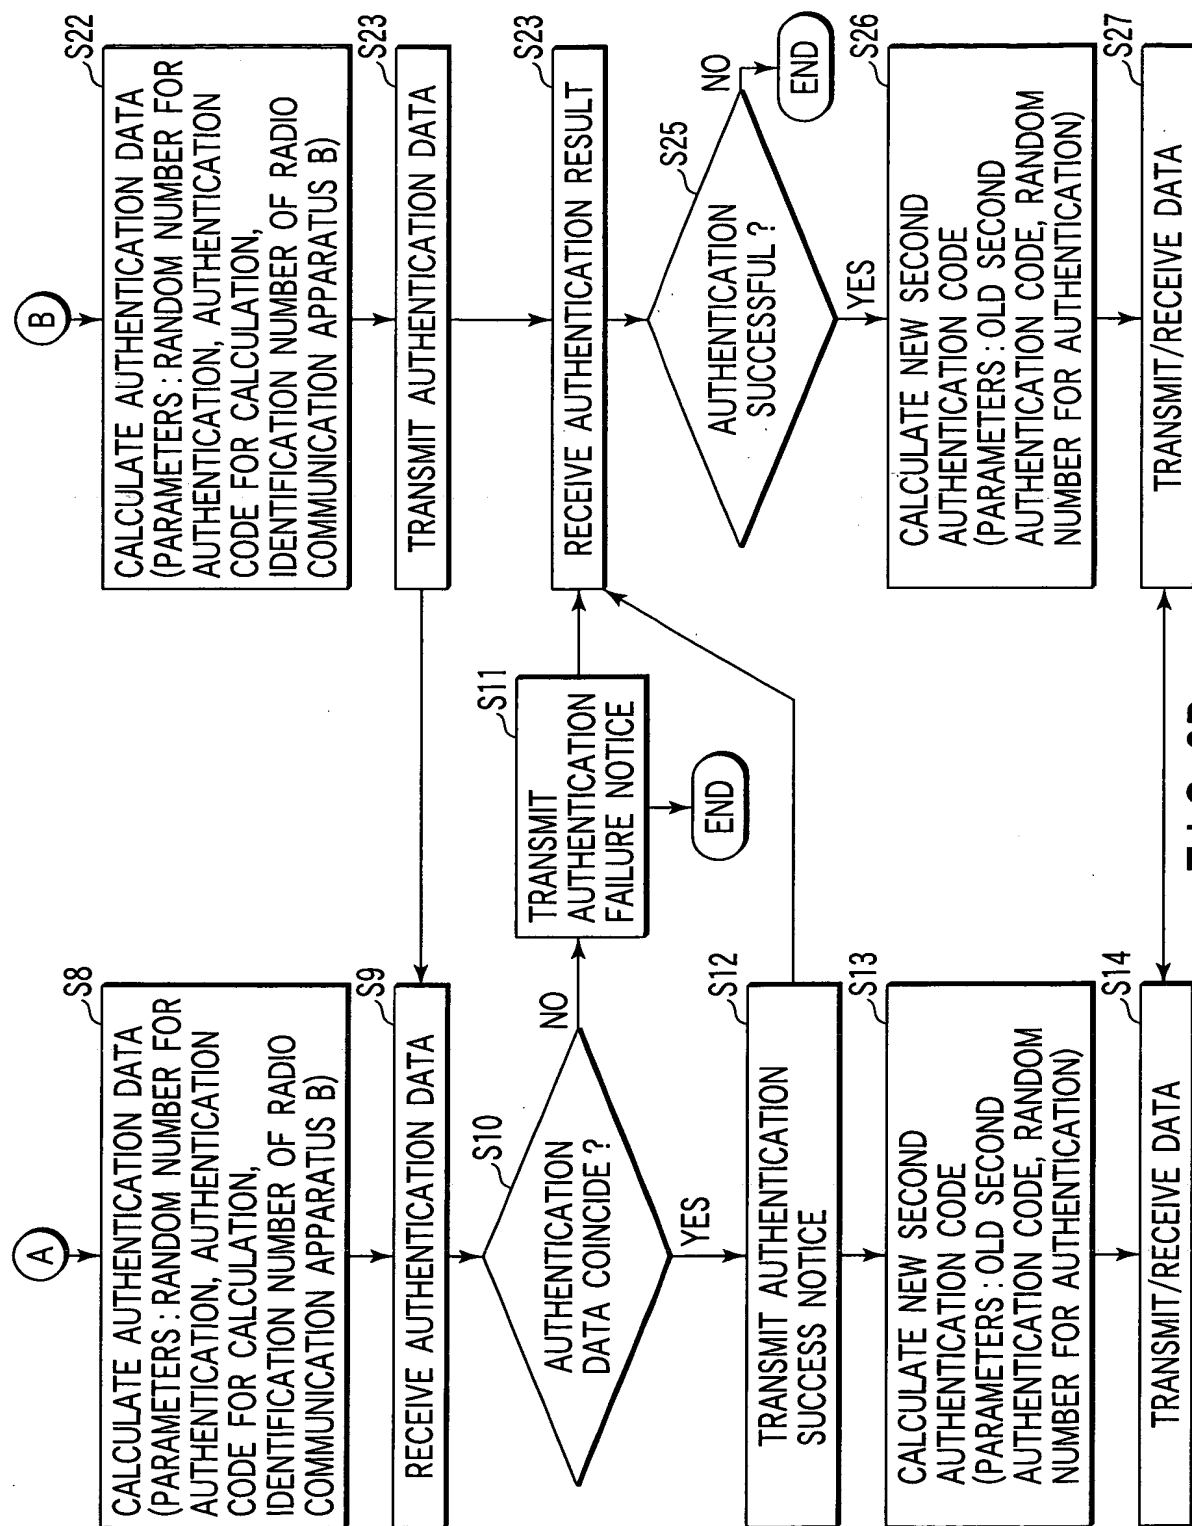 A
S8
CALCULATE AUTHENTICATION DATA
(PARAMETERS : RANDOM NUMBER FOR
AUTHENTICATION, AUTHENTICATION
CODE FOR CALCULATION,
IDENTIFICATION NUMBER OF RADIO
COMMUNICATION APPARATUS B)
S9
RECEIVE AUTHENTICATION DATA
S10
AUTHENTICATION
DATA COINCIDE ?
NO
YES
S11
TRANSMIT
AUTHENTICATION
FAILURE NOTICE
END
S12
TRANSMIT AUTHENTICATION
SUCCESS NOTICE
S13
CALCULATE NEW SECOND
AUTHENTICATION CODE
(PARAMETERS : OLD SECOND
AUTHENTICATION CODE, RANDOM
NUMBER FOR AUTHENTICATION)
S14
TRANSMIT/RECEIVE DATA
B
S22
CALCULATE AUTHENTICATION DATA
(PARAMETERS : RANDOM NUMBER FOR
AUTHENTICATION, AUTHENTICATION
CODE FOR CALCULATION,
IDENTIFICATION NUMBER OF RADIO
COMMUNICATION APPARATUS B)
S23
TRANSMIT AUTHENTICATION DATA
S23
RECEIVE AUTHENTICATION RESULT
S25
AUTHENTICATION
SUCCESSFUL ?
NO
END
YES
S26
CALCULATE NEW SECOND
AUTHENTICATION CODE
(PARAMETERS : OLD SECOND
AUTHENTICATION CODE, RANDOM
NUMBER FOR AUTHENTICATION)
S27
TRANSMIT/RECEIVE DATA